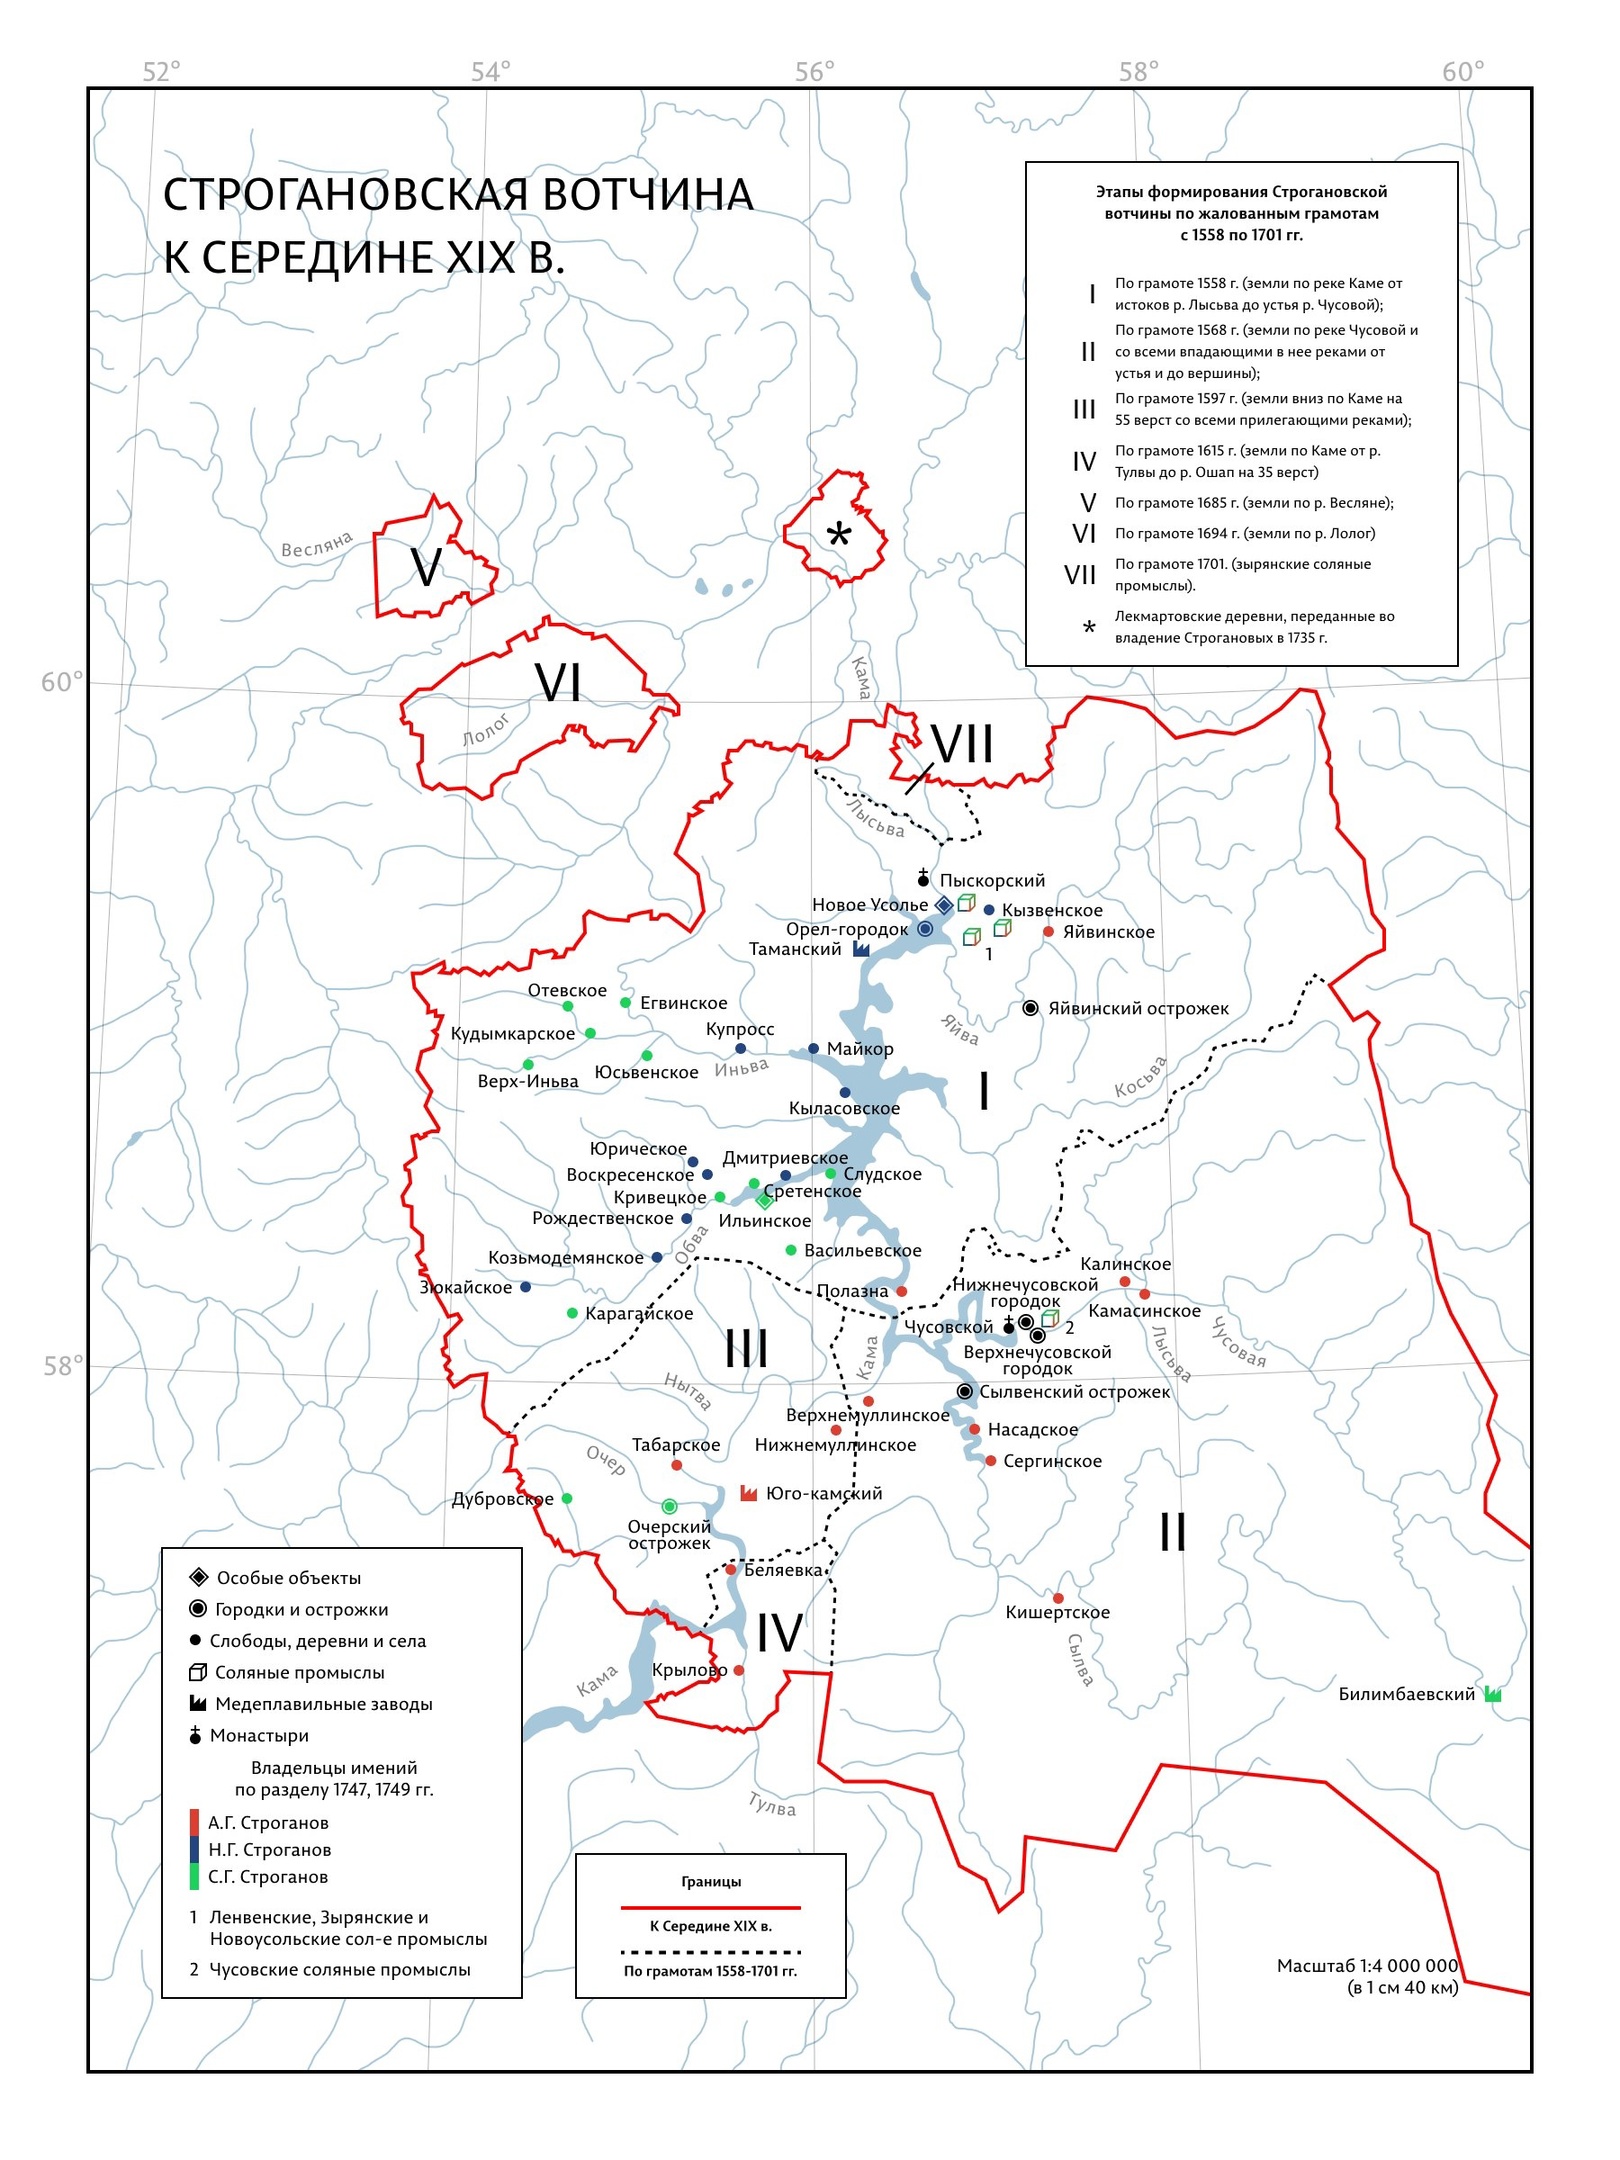 52°
54°
56°
58°
60°
СТРОГАНОВСКАЯ ВОТЧИНА
К СЕРЕДИНЕ XIX В.
Этапы формирования Строгановской
вотчины по жалованным грамотам
с 1558 по 1701 гг.
I
По грамоте 1558 г. (земли по реке Каме от
истоков р. Лысьва до устья р. Чусовой);
II
По грамоте 1568 г. (земли по реке Чусовой и
со всеми впадающими в нее реками от
устья и до вершины);
III
По грамоте 1597 г. (земли вниз по Каме на
55 верст со всеми прилегающими реками);
IV
По грамоте 1615 г. (земли по Каме от р.
Тулвы до р. Ошап на 35 верст)
V
По грамоте 1685 г. (земли по р. Весляне);
VI
По грамоте 1694 г. (земли по р. Лолог)
VII
По грамоте 1701. (зырянские соляные
промыслы).
*
Лекмартовские деревни, переданные во
владение Строгановых в 1735 г.
Весляна
V
*
VI
Лолог
Кама
60°
VII
Лысьва
Пыскорский
Новое Усолье
Кызвенское
Орел-городок
Яйвинское
Таманский
1
Отевское
Егвинское
Яйвинский острожек
Кудымкарское
Купросс
Яйва
Майкор
Верх-Иньва
Юсьвенское
Иньва
Косьва
I
Кыласовское
Юрическое
Дмитриевское
Воскресенское
Слудское
Кривецкое
Сретенское
Рождественское
Ильинское
Обва
Козьмодемянское
Васильевское
Калинское
Зюкайское
Полазна
Нижнечусовской
городок
Карагайское
Камасинское
Чусовской
2
III
Кама
Верхнечусовской
городок
Лысьва
Чусовая
58°
Нытва
Сылвенский острожек
Верхнемуллинское
Насадское
Табарское
Нижнемуллинское
Очер
Сергинское
Дубровское
Юго-камский
Очерский
острожек
II
Беляевка
Кишертское
IV
Сылва
Крылово
Кама
Билимбаевский
Тулва
Особые объекты
Городки и острожки
Слободы, деревни и села
Соляные промыслы
Медеплавильные заводы
Монастыри
Владельцы имений
по разделу 1747, 1749 гг.
А.Г. Строганов
Н.Г. Строганов
С.Г. Строганов
1 Ленвенские, Зырянские и
Новоусольские сол-е промыслы
2 Чусовские соляные промыслы
Границы
К Середине XIX в.
По грамотам 1558-1701 гг.
Масштаб 1:4 000 000
(в 1 см 40 км)